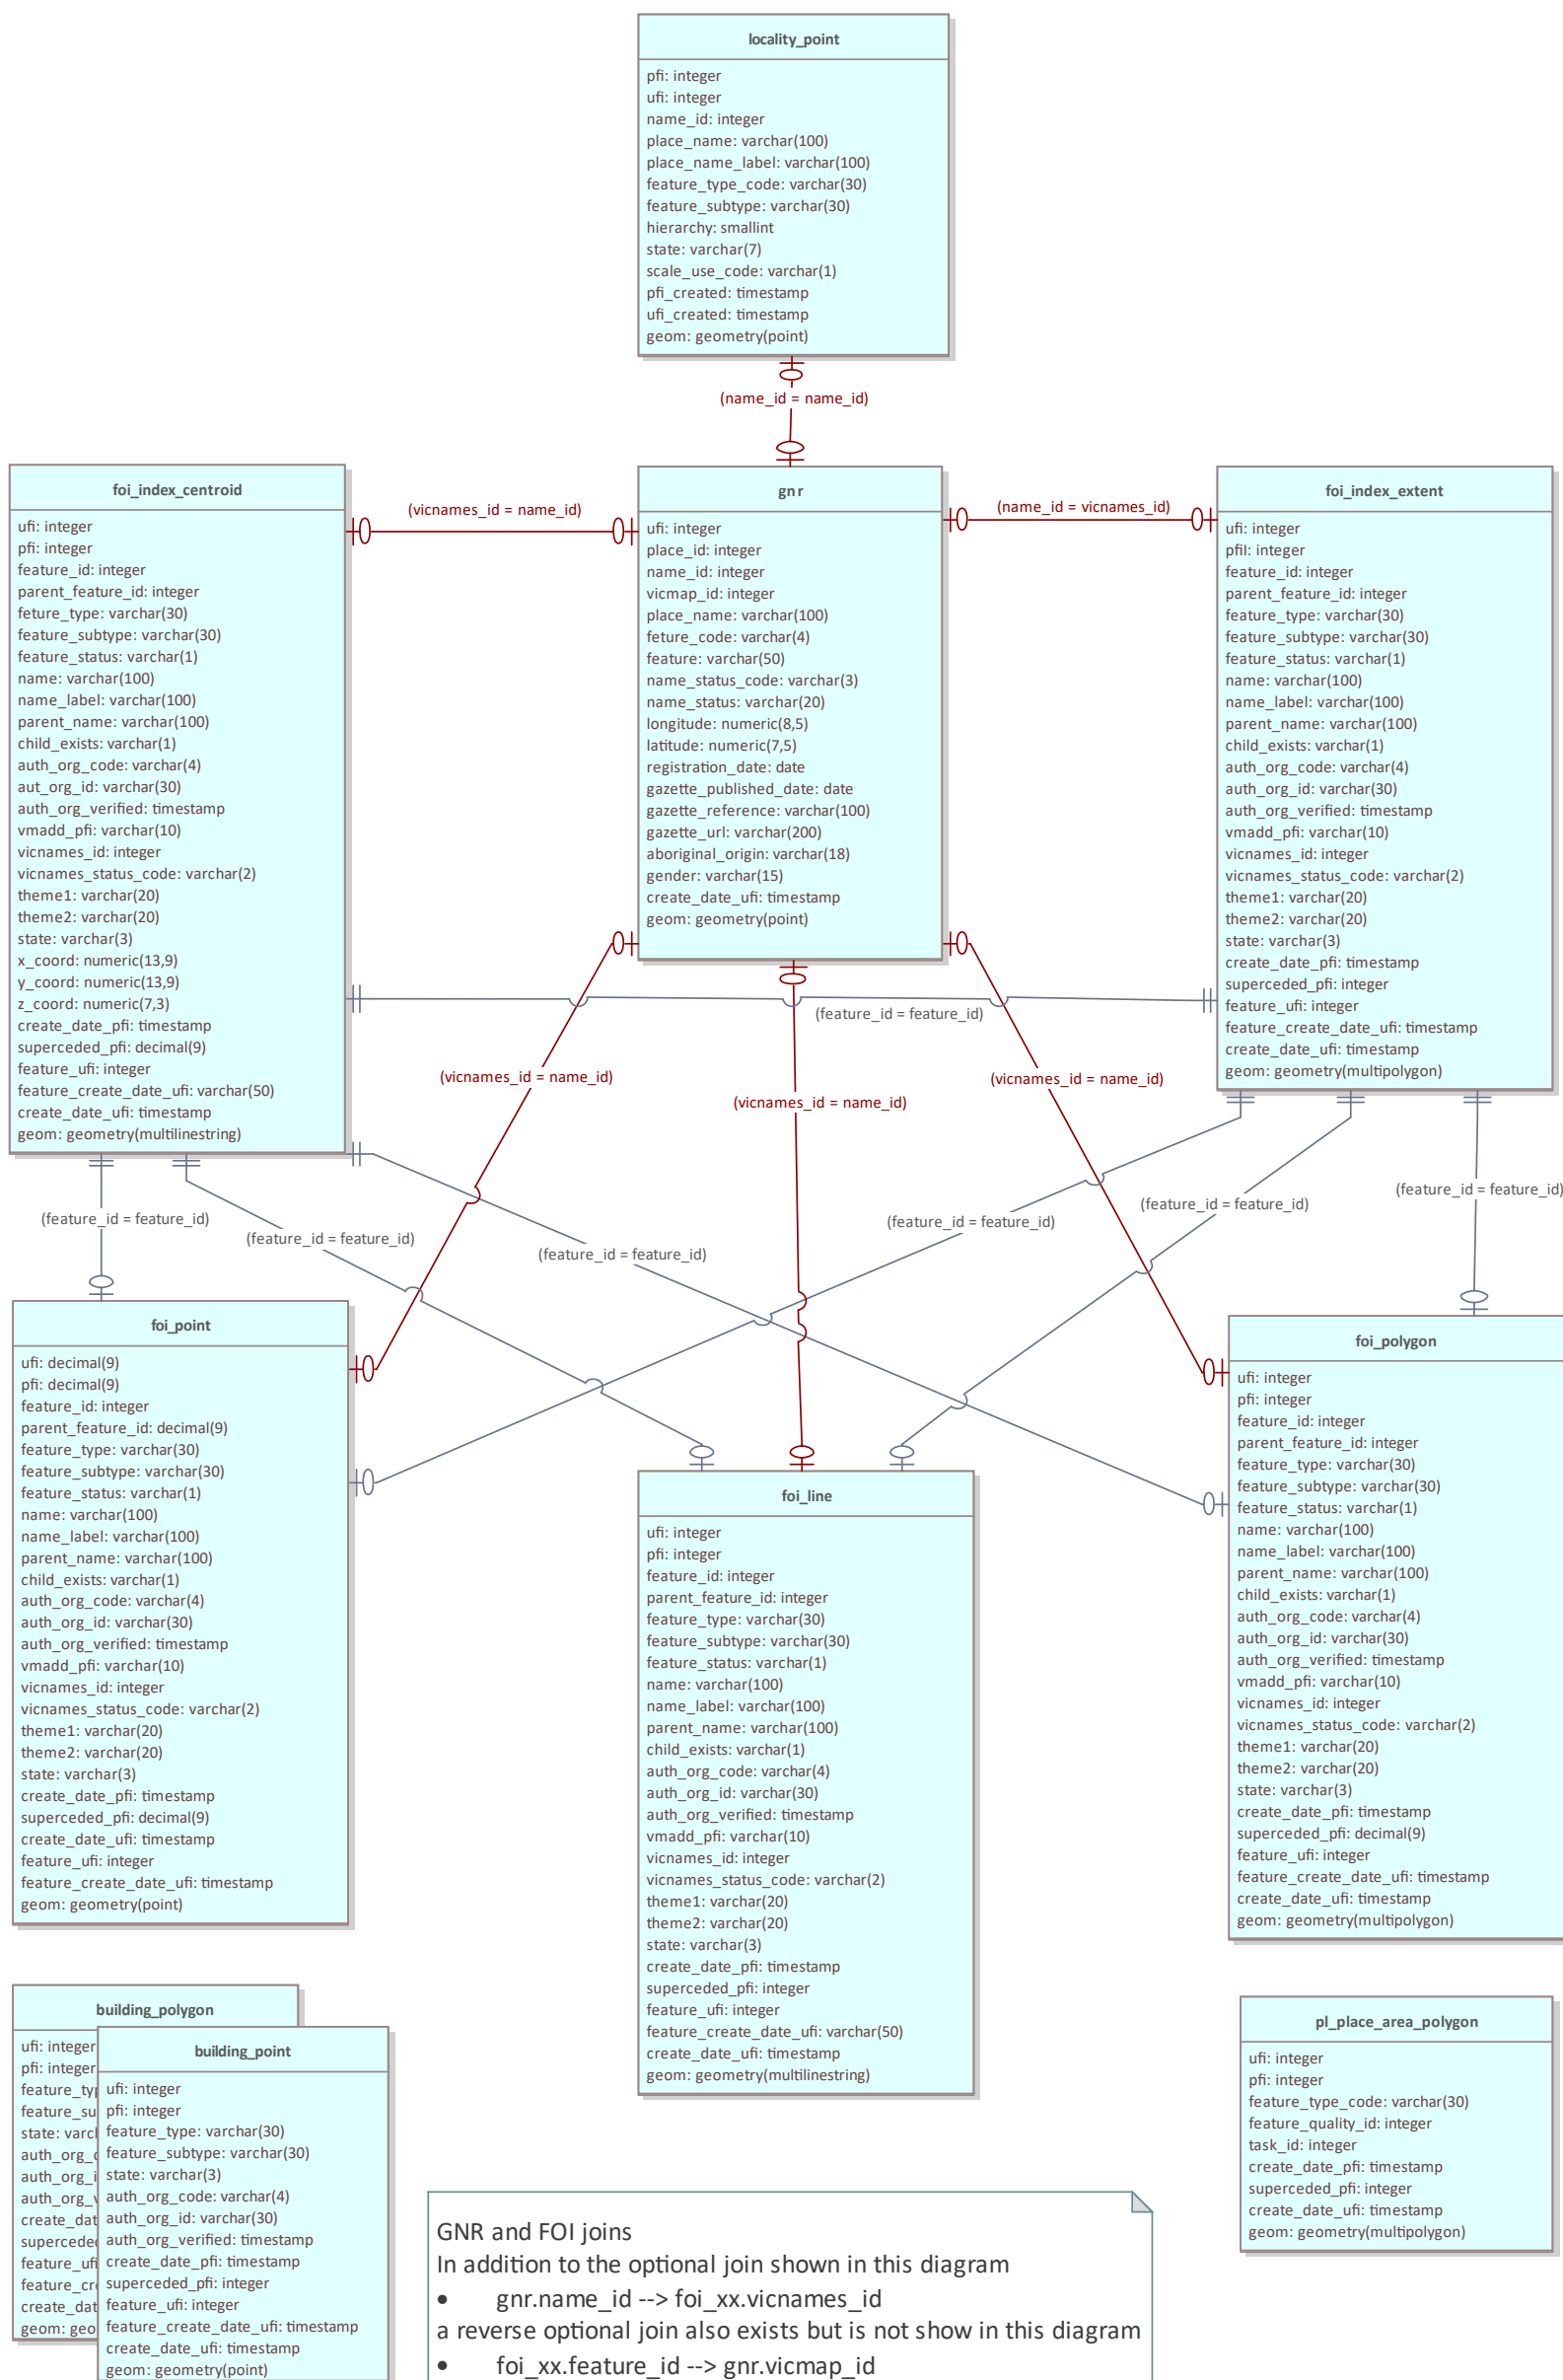 locality_point
pfi: integer
ufi: integer
name_id: integer
place_name: varchar(100)
place_name_label: varchar(100)
feature_type_code: varchar(30)
feature_subtype: varchar(30)
hierarchy: smallint
state: varchar(7)
scale_use_code: varchar(1)
pfi_created: timestamp
ufi_created: timestamp
geom: geometry(point)
(name_id = name_id)
foi_index_centroid
ufi: integer
pfi: integer
feature_id: integer
parent_feature_id: integer
feture_type: varchar(30)
feature_subtype: varchar(30)
feature_status: varchar(1)
name: varchar(100)
name_label: varchar(100)
parent_name: varchar(100)
child_exists: varchar(1)
auth_org_code: varchar(4)
aut_org_id: varchar(30)
auth_org_verified: timestamp
vmadd_pfi: varchar(10)
vicnames_id: integer
vicnames_status_code: varchar(2)
theme1: varchar(20)
theme2: varchar(20)
state: varchar(3)
x_coord: numeric(13,9)
y_coord: numeric(13,9)
z_coord: numeric(7,3)
create_date_pfi: timestamp
superceded_pfi: decimal(9)
feature_ufi: integer
feature_create_date_ufi: varchar(50)
create_date_ufi: timestamp
geom: geometry(multilinestring)
(vicnames_id = name_id)
gnr
ufi: integer
place_id: integer
name_id: integer
vicmap_id: integer
place_name: varchar(100)
feture_code: varchar(4)
feature: varchar(50)
name_status_code: varchar(3)
name_status: varchar(20)
longitude: numeric(8,5)
latitude: numeric(7,5)
registration_date: date
gazette_published_date: date
gazette_reference: varchar(100)
gazette_url: varchar(200)
aboriginal_origin: varchar(18)
gender: varchar(15)
create_date_ufi: timestamp
geom: geometry(point)
(name_id = vicnames_id)
foi_index_extent
ufi: integer
pfiI: integer
feature_id: integer
parent_feature_id: integer
feature_type: varchar(30)
feature_subtype: varchar(30)
feature_status: varchar(1)
name: varchar(100)
name_label: varchar(100)
parent_name: varchar(100)
child_exists: varchar(1)
auth_org_code: varchar(4)
auth_org_id: varchar(30)
auth_org_verified: timestamp
vmadd_pfi: varchar(10)
vicnames_id: integer
vicnames_status_code: varchar(2)
theme1: varchar(20)
theme2: varchar(20)
state: varchar(3)
create_date_pfi: timestamp
superceded_pfi: integer
feature_ufi: integer
feature_create_date_ufi: timestamp
create_date_ufi: timestamp
geom: geometry(multipolygon)
(feature_id = feature_id)
(vicnames_id = name_id)
(vicnames_id = name_id)
(vicnames_id = name_id)
(feature_id = feature_id)
(feature_id = feature_id)
(feature_id = feature_id)
(feature_id = feature_id)
(feature_id = feature_id)
(feature_id = feature_id)
foi_point
ufi: decimal(9)
pfi: decimal(9)
feature_id: integer
parent_feature_id: decimal(9)
feature_type: varchar(30)
feature_subtype: varchar(30)
feature_status: varchar(1)
name: varchar(100)
name_label: varchar(100)
parent_name: varchar(100)
child_exists: varchar(1)
auth_org_code: varchar(4)
auth_org_id: varchar(30)
auth_org_verified: timestamp
vmadd_pfi: varchar(10)
vicnames_id: integer
vicnames_status_code: varchar(2)
theme1: varchar(20)
theme2: varchar(20)
state: varchar(3)
create_date_pfi: timestamp
superceded_pfi: decimal(9)
create_date_ufi: timestamp
feature_ufi: integer
feature_create_date_ufi: timestamp
geom: geometry(point)
foi_line
ufi: integer
pfi: integer
feature_id: integer
parent_feature_id: integer
feature_type: varchar(30)
feature_subtype: varchar(30)
feature_status: varchar(1)
name: varchar(100)
name_label: varchar(100)
parent_name: varchar(100)
child_exists: varchar(1)
auth_org_code: varchar(4)
auth_org_id: varchar(30)
auth_org_verified: timestamp
vmadd_pfi: varchar(10)
vicnames_id: integer
vicnames_status_code: varchar(2)
theme1: varchar(20)
theme2: varchar(20)
state: varchar(3)
create_date_pfi: timestamp
superceded_pfi: integer
feature_ufi: integer
feature_create_date_ufi: varchar(50)
create_date_ufi: timestamp
geom: geometry(multilinestring)
foi_polygon
ufi: integer
pfi: integer
feature_id: integer
parent_feature_id: integer
feature_type: varchar(30)
feature_subtype: varchar(30)
feature_status: varchar(1)
name: varchar(100)
name_label: varchar(100)
parent_name: varchar(100)
child_exists: varchar(1)
auth_org_code: varchar(4)
auth_org_id: varchar(30)
auth_org_verified: timestamp
vmadd_pfi: varchar(10)
vicnames_id: integer
vicnames_status_code: varchar(2)
theme1: varchar(20)
theme2: varchar(20)
state: varchar(3)
create_date_pfi: timestamp
superceded_pfi: decimal(9)
feature_ufi: integer
feature_create_date_ufi: timestamp
create_date_ufi: timestamp
geom: geometry(multipolygon)
building_polygon
ufi: integer
pfi: integer
state:
geom:
building_point
ufi: integer
pfi: integer
feature_type: varchar(30)
feature_subtype: varchar(30)
state: varchar(3)
auth_org_code: varchar(4)
auth_org_id: varchar(30)
auth_org_verified: timestamp
create_date_pfi: timestamp
superceded_pfi: integer
feature_ufi: integer
feature_create_date_ufi: timestamp
create_date_ufi: timestamp
geom: geometry(point)
GNR and FOI joins
In addition to the optional join shown in this diagram
• gnr.name_id --> foi_xx.vicnames_id
a reverse optional join also exists but is not show in this diagram
• foi_xx.feature_id --> gnr.vicmap_id
pl_place_area_polygon
ufi: integer
pfi: integer
feature_type_code: varchar(30)
feature_quality_id: integer
task_id: integer
create_date_pfi: timestamp
superceded_pfi: integer
create_date_ufi: timestamp
geom: geometry(multipolygon)